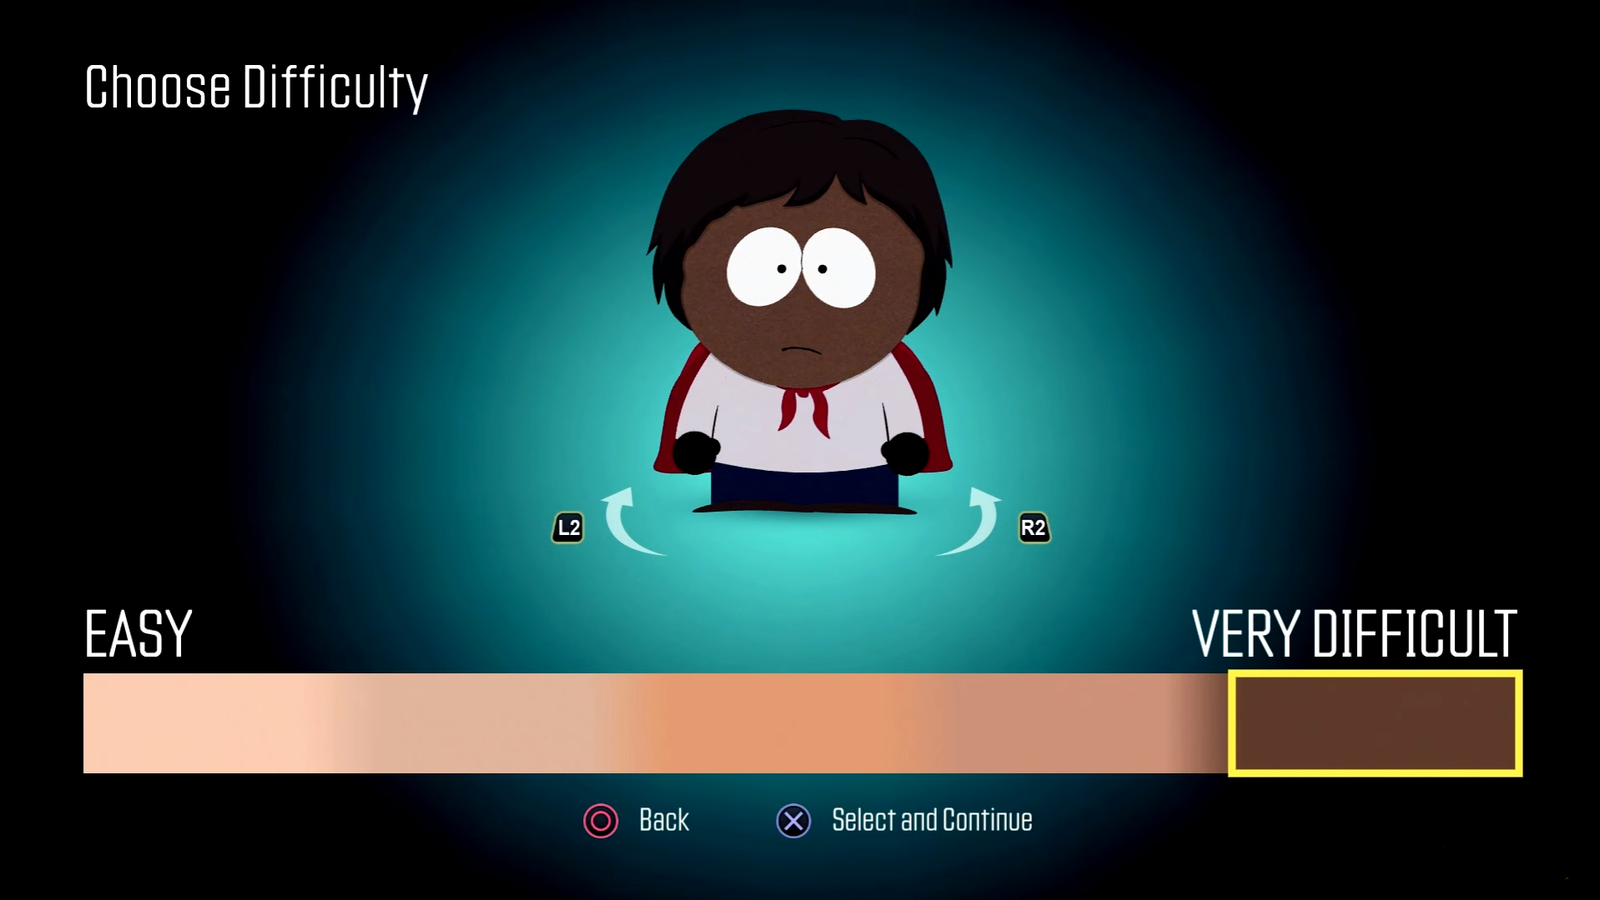 Choose Difficulty
L2
R2
EASY
VERY DIFFICULT
Back
Select and Continue